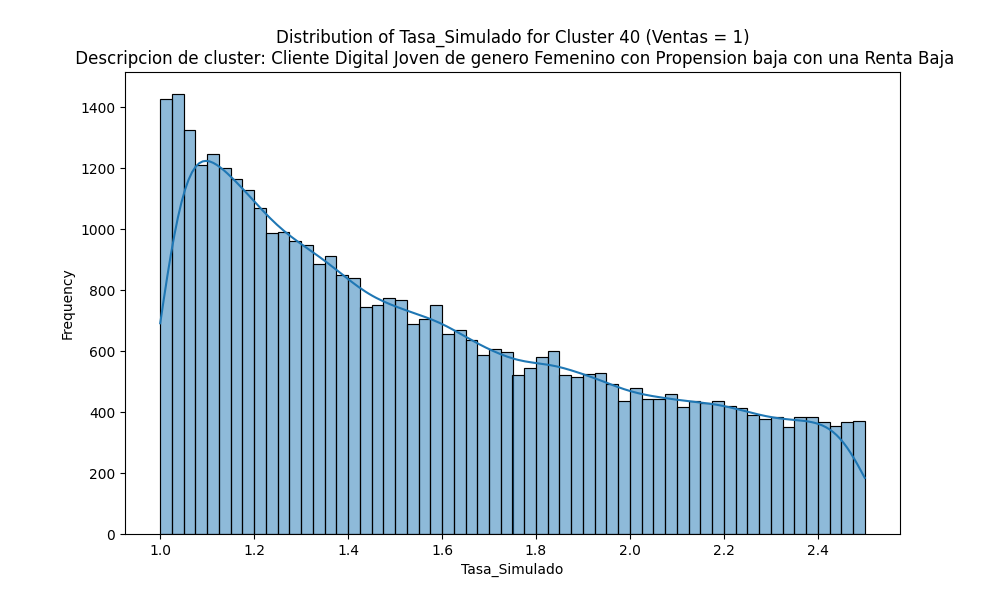 Distribution of Tasa_Simulado for Cluster 40 (Ventas = 1)
Descripcion de cluster: Cliente Digital Joven de genero Femenino con Propension baja con una Renta Baja
Frequency
1400
1200
1000
800
600
400
200
0
1.0 1.2 1.4 1.6 1.8 2.0 2.2 2.4
Tasa_Simulado